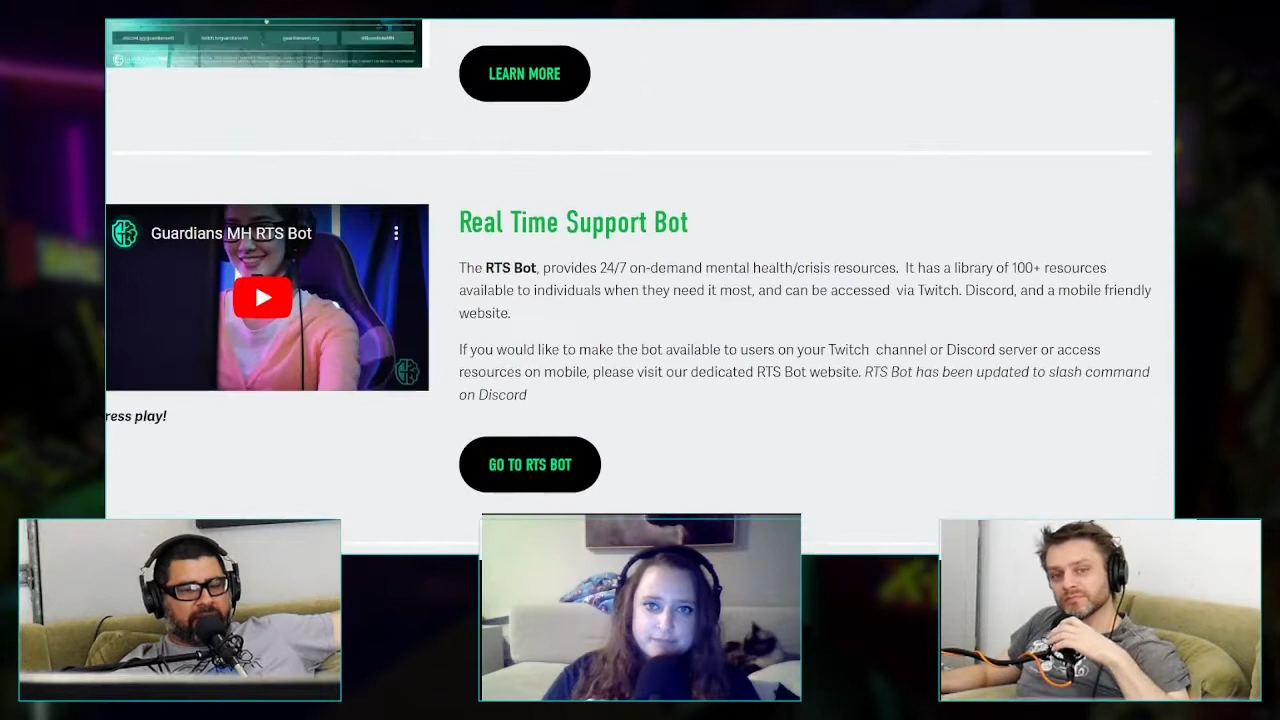 LEARN MORE
Guardians MH RTS Bot
Real Time Support Bot
The RTS Bot, provides 24/7 on-demand mental health/crisis resources. It has a library of 100+ resources
available to individuals when they need it most, and can be accessed via Twitch. Discord, and a mobile friendly
website.
If you would like to make the bot available to users on your Twitch channel or Discord server or access
resources on mobile, please visit our dedicated RTS Bot website. RTS Bot has been updated to slash command
on Discord
ress play!
GO TO RTS BOT